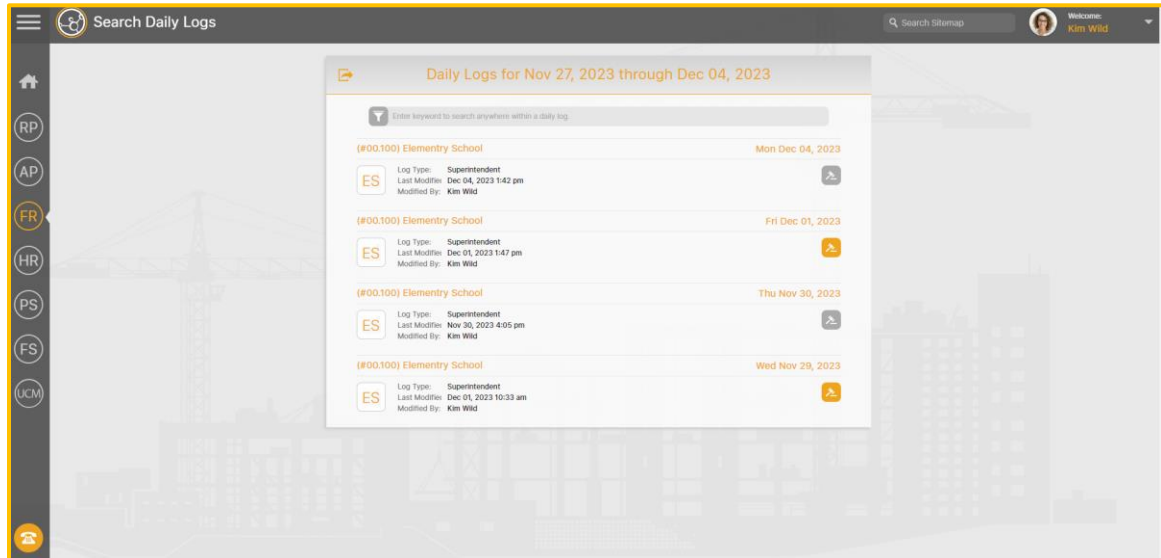 Search Daily Logs
Search Sitemap
Welcome:
Kim Wild
RP
AP
FR
HR
PS
FS
UCM
Daily Logs for Nov 27, 2023 through Dec 04, 2023
Enter keyword to search anywhere within a daily log.
(#00.100) Elementry School Mon Dec 04, 2023
ES
Log Type: Superintendent
Last Modifie: Dec 04, 2023 1:42 pm
Modified By: Kim Wild
(#00.100) Elementry School Fri Dec 01, 2023
ES
Log Type: Superintendent
Last Modifie: Dec 01, 2023 1:47 pm
Modified By: Kim Wild
(#00.100) Elementry School Thu Nov 30, 2023
ES
Log Type: Superintendent
Last Modifie: Nov 30, 2023 4:05 pm
Modified By: Kim Wild
(#00.100) Elementry School Wed Nov 29, 2023
ES
Log Type: Superintendent
Last Modifie: Dec 01, 2023 10:33 am
Modified By: Kim Wild